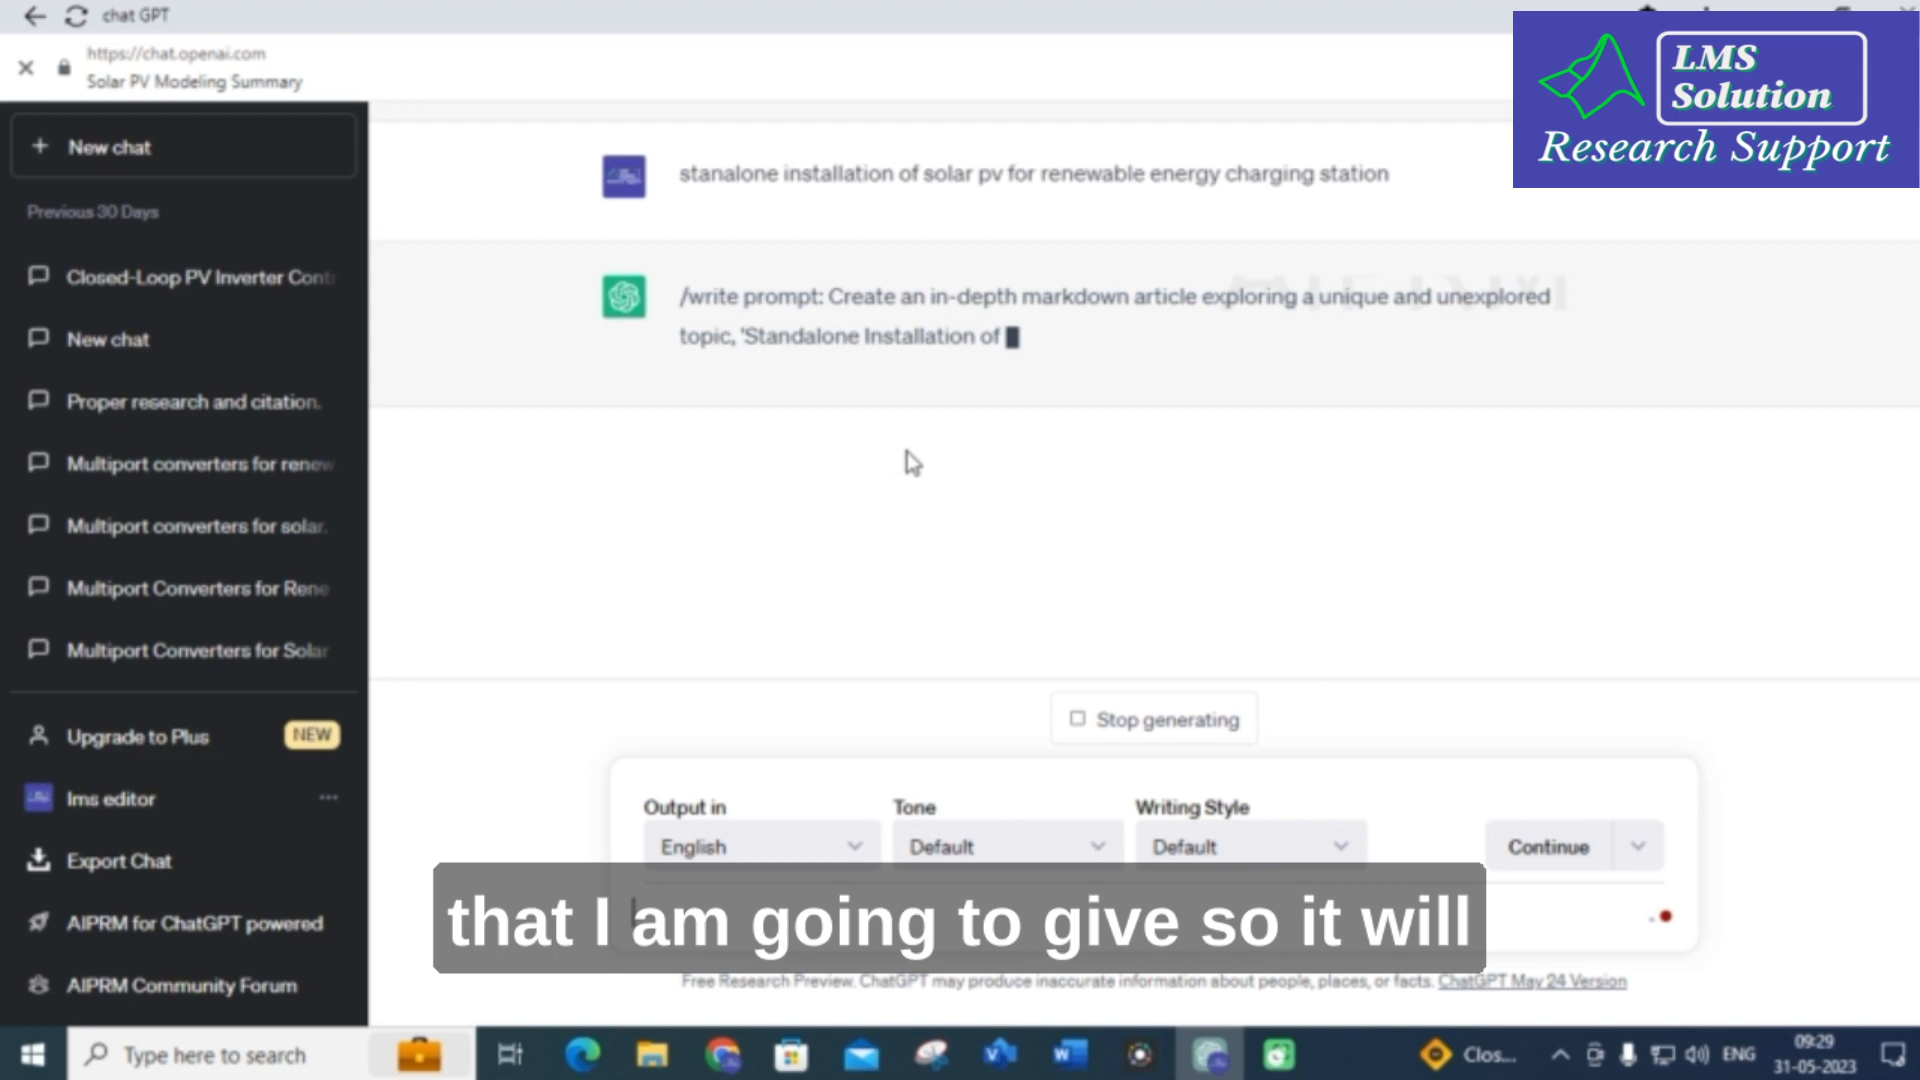 chat GPT
https://chat.openai.com
Solar PV Modeling Summary
LMS
Solution
Research Support
New chat
Previous 30 Days
Closed-Loop PV Inverter Cont
New chat
Proper research and citation.
Multiport converters for renew
Multiport converters for solar.
Multiport Converters for Rene
Multiport Converters for Solar
Upgrade to Plus NEW
lms editor
Export Chat
AIPRM for ChatGPT powered
AIPRM Community Forum
stanalone installation of solar pv for renewable energy charging station
/write prompt: Create an in-depth markdown article exploring a unique and unexplored
topic, 'Standalone Installation of
Stop generating
Output in Tone Writing Style
English Default Default Continue
that I am going to give so it will
Free Research Preview. ChatGPT may produce inaccurate information about people, places, or facts. ChatGPT May 24 Version
Type here to search
Clos...
ENG
09:29
31-05-2023